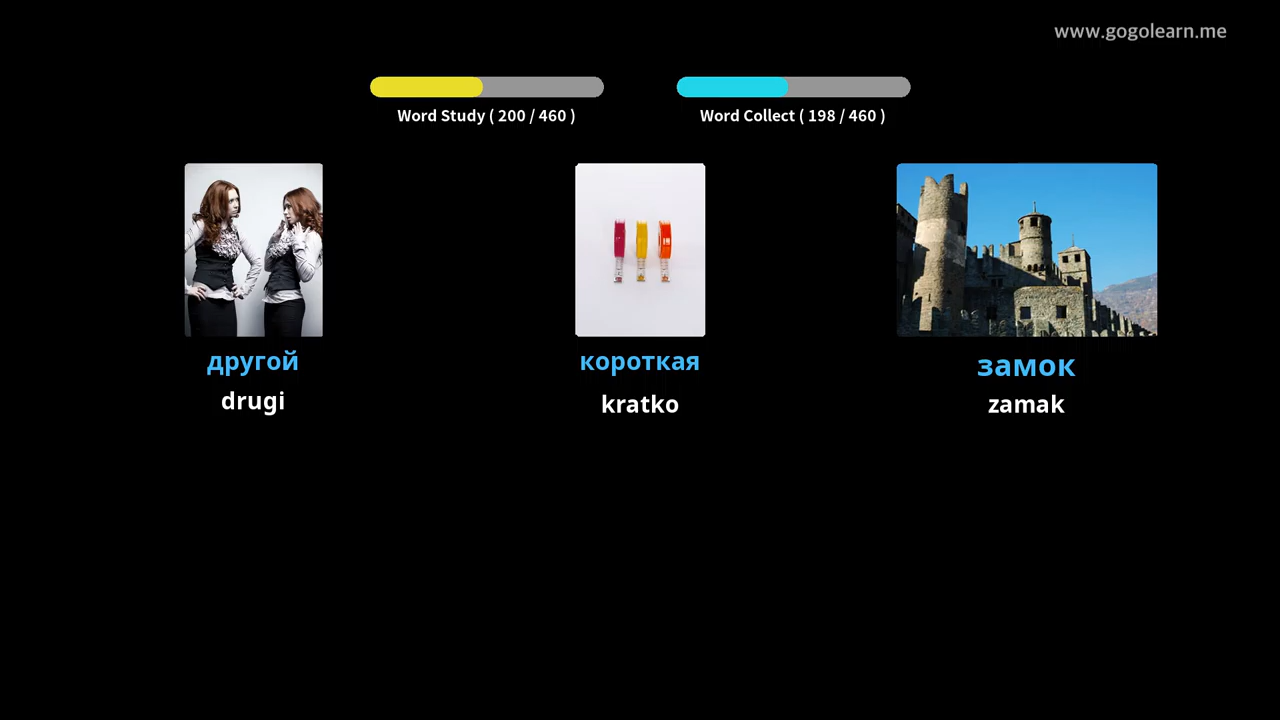 www.gogolearn.me
Word Study ( 200 / 460 )
Word Collect ( 198 / 460 )
другой
короткая
замок
drugi
kratko
zamak